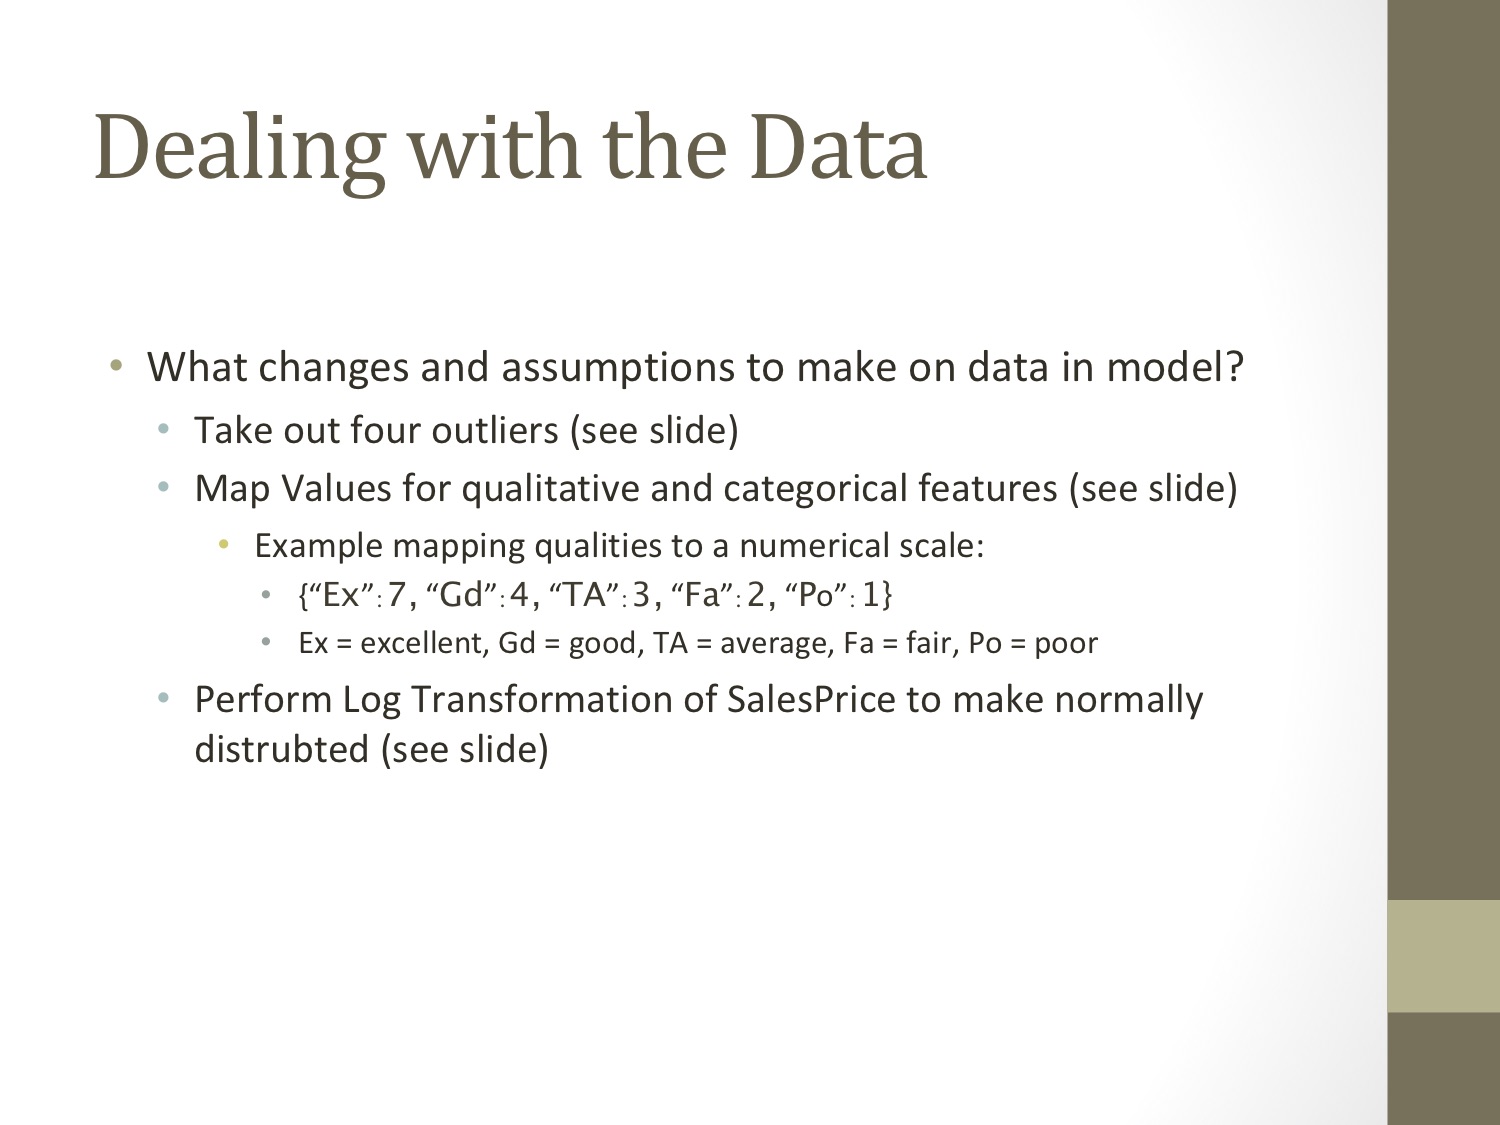 Dealing with the Data
• What changes and assumptions to make on data in model?
• Take out four outliers (see slide)
• Map Values for qualitative and categorical features (see slide)
• Example mapping qualities to a numerical scale:
• {“Ex”: 7, “Gd”: 4, “TA”: 3, “Fa”: 2, “Po”: 1}
• Ex = excellent, Gd = good, TA = average, Fa = fair, Po = poor
• Perform Log Transformation of SalesPrice to make normally
distrubted (see slide)